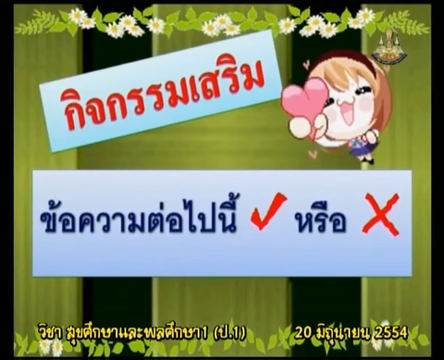 กิจกรรมเสริม
ข้อความต่อไปนี้ ✓ หรือ ✗
วิชา สุขศึกษาและพลศึกษา1 (ป.1) 20 มิถุนายน 2554